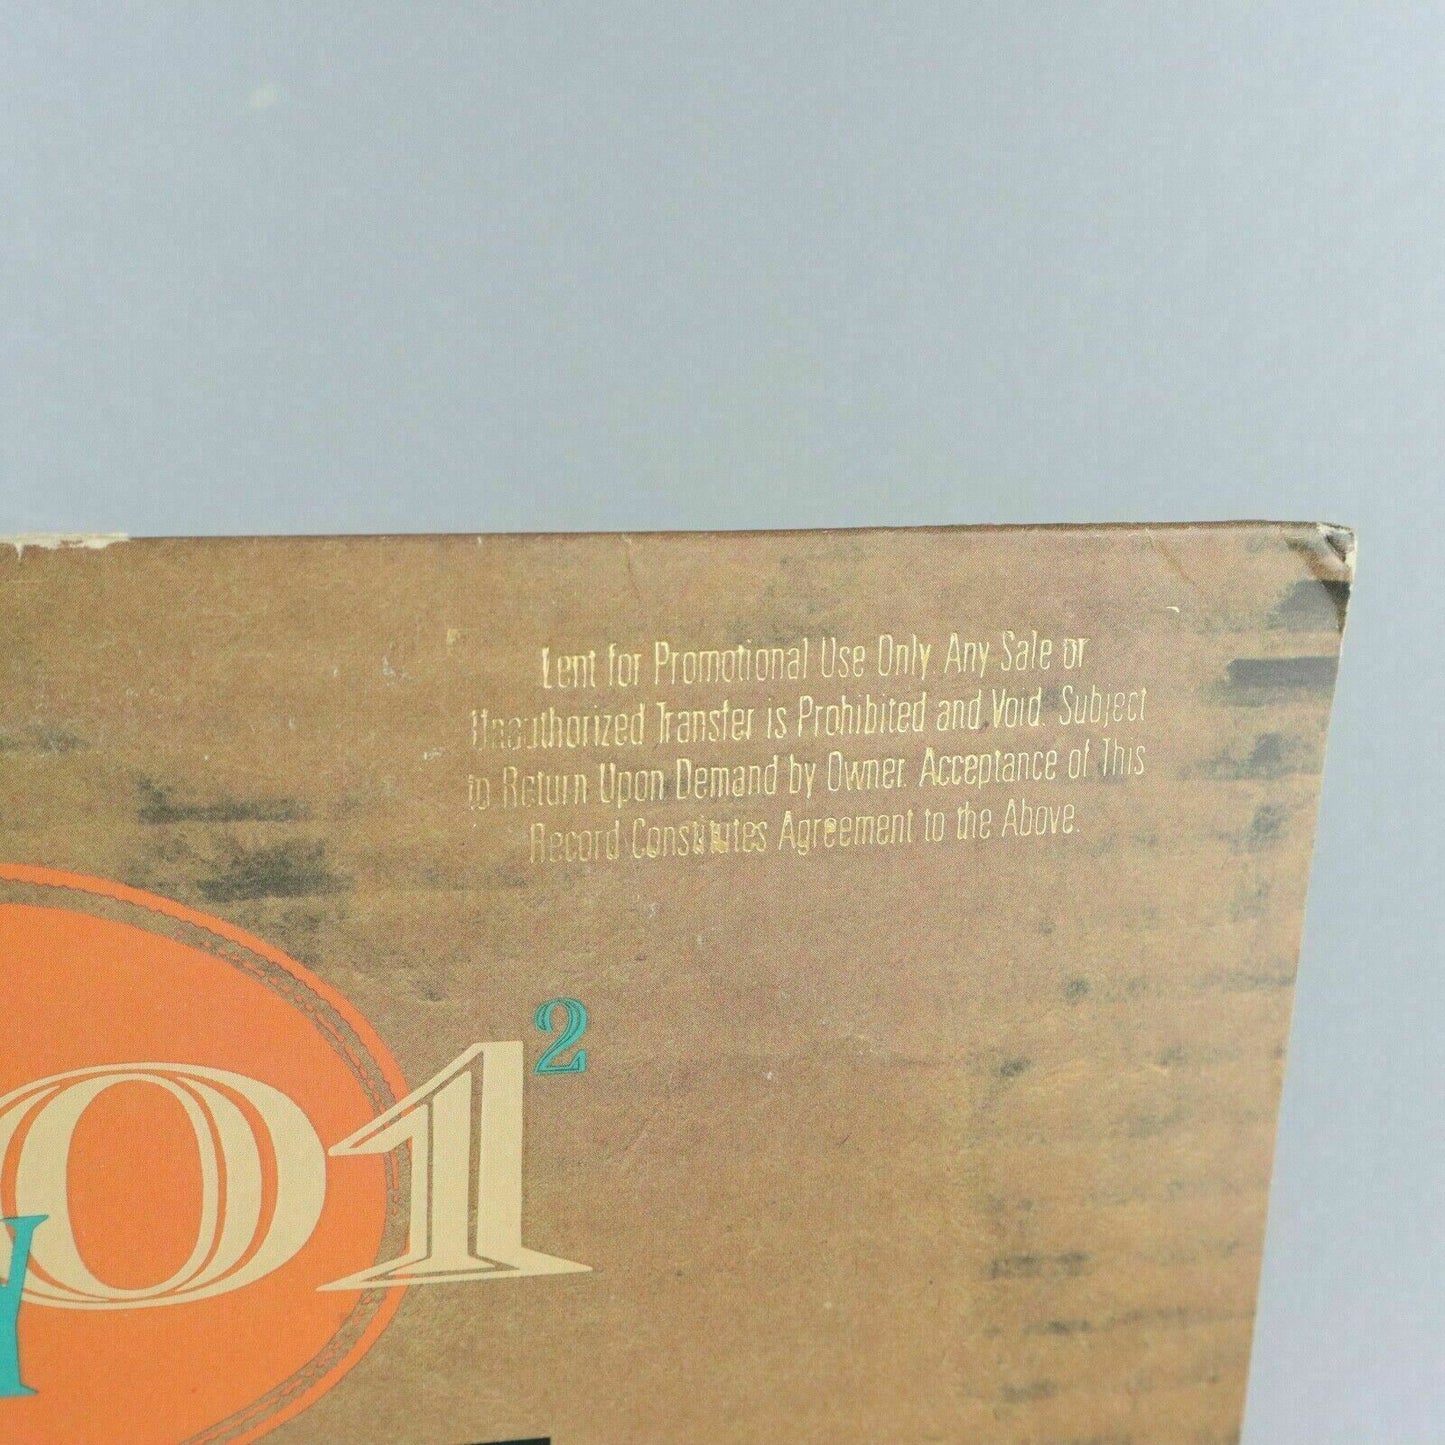 Lent for Promotional Use Only Any Sale or
Unauthorized Transfer is Prohibited and Void. Subject
to Return Upon Demand by Owner. Acceptance of This
Record Constitutes Agreement to the Above.
2
01